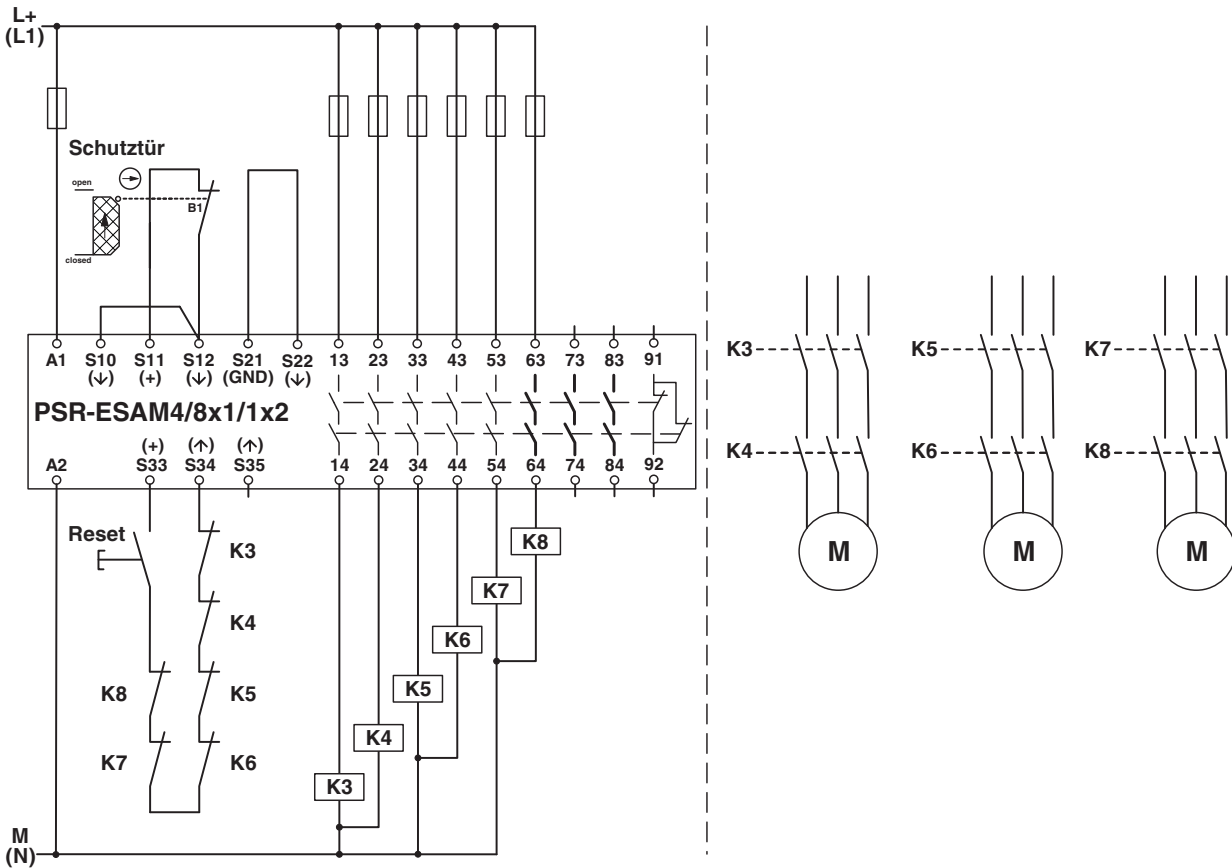 L+
(L1)
Schutztür
open
B1
closed
A1 S10 S11 S12 S21 S22 13 23 33 43 53 63 73 83 91
(↓) (+) (↓) (GND) (↓)
PSR-ESAM4/8x1/1x2
(+) (↑) (↑)
A2 S33 S34 S35 14 24 34 44 54 64 74 84 92
Reset
K3
K4
K8 K5
K7 K6
K8
K7
K6
K5
K4
K3
M
(N)
K3 K5 K7
K4 K6 K8
M M M